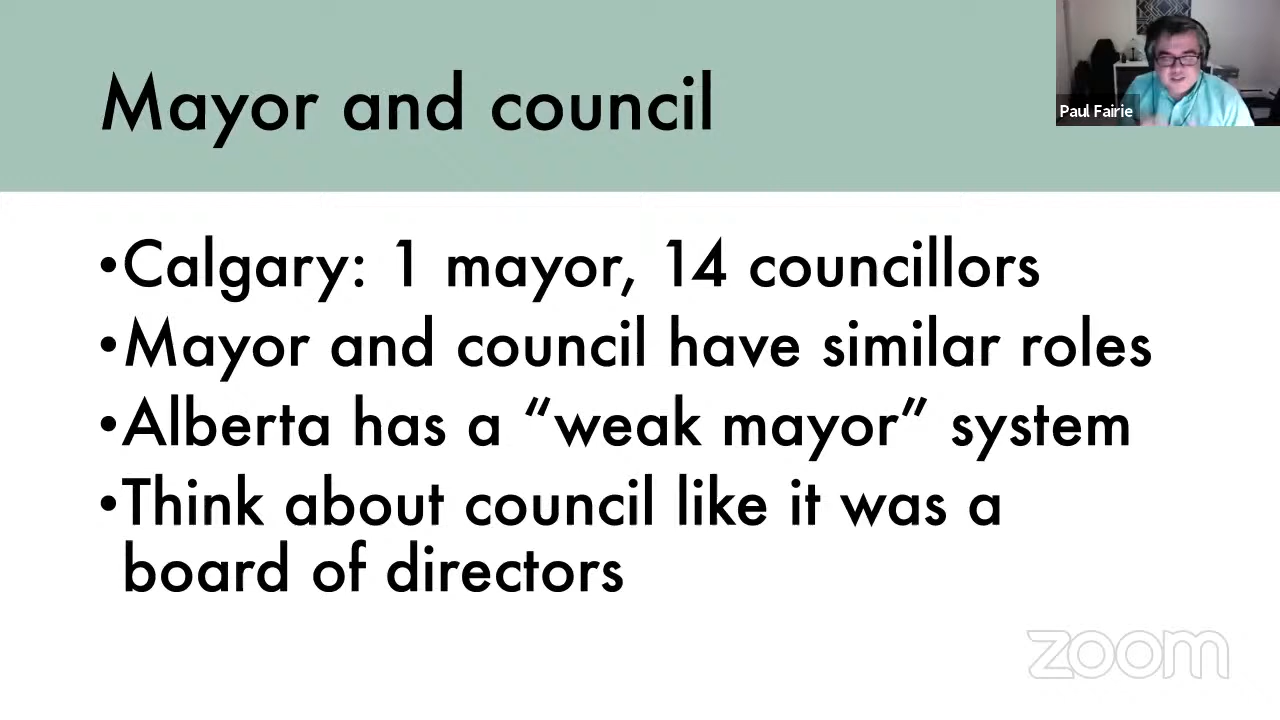 Mayor and council
Paul Fairie
•Calgary: 1 mayor, 14 councillors
•Mayor and council have similar roles
•Alberta has a “weak mayor” system
•Think about council like it was a
board of directors
zoom